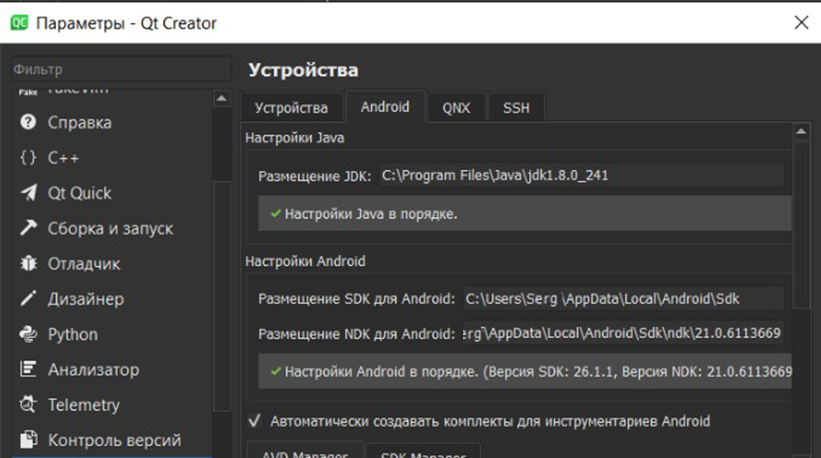 QC Параметры - Qt Creator
Фильтр
Устройства
Fake FakeVim
Справка
{} C++
Qt Quick
Сборка и запуск
Отладчик
Дизайнер
Python
Анализатор
Telemetry
Контроль версий
Устройства Android QNX SSH
Настройки Java
Размещение JDK: C:\Program Files\Java\jdk1.8.0_241
Настройки Java в порядке.
Настройки Android
Размещение SDK для Android: C:\Users\Serg \AppData\Local\Android\Sdk
Размещение NDK для Android: erg\AppData\Local\Android\Sdk\ndk\21.0.6113669
Настройки Android в порядке. (Версия SDK: 26.1.1, Версия NDK: 21.0.6113669
Автоматически создавать комплекты для инструментариев Android
AVD Manager SDK Manager